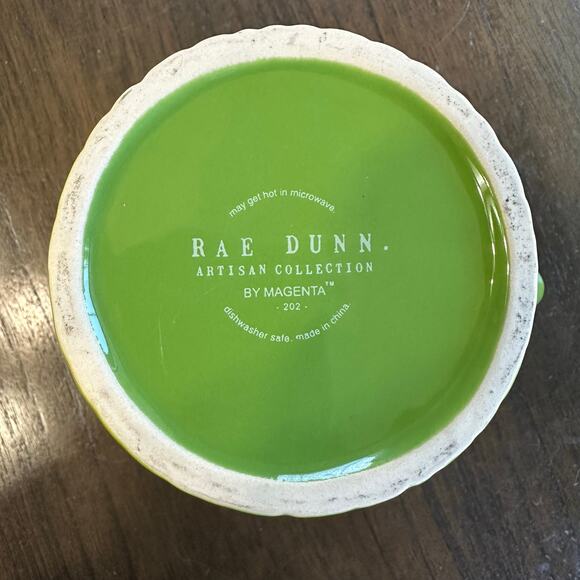 may get hot in microwave.
RAE DUNN.
ARTISAN COLLECTION
BY MAGENTA™
- 202 -
dishwasher safe. made in china.